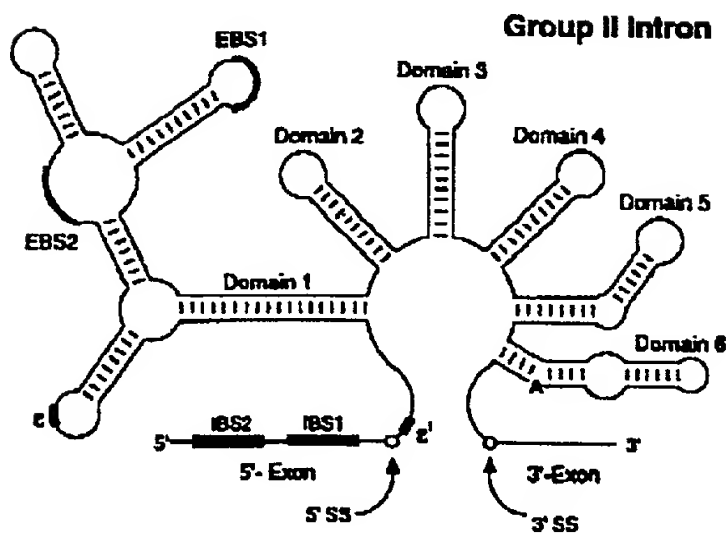 Group II Intron
EBS1
Domain 3
Domain 2
Domain 4
Domain 5
EBS2
Domain 1
Domain 6
A
ε
ε'
5'
IBS2
IBS1
3'
5'- Exon
3'-Exon
5' SS
3' SS